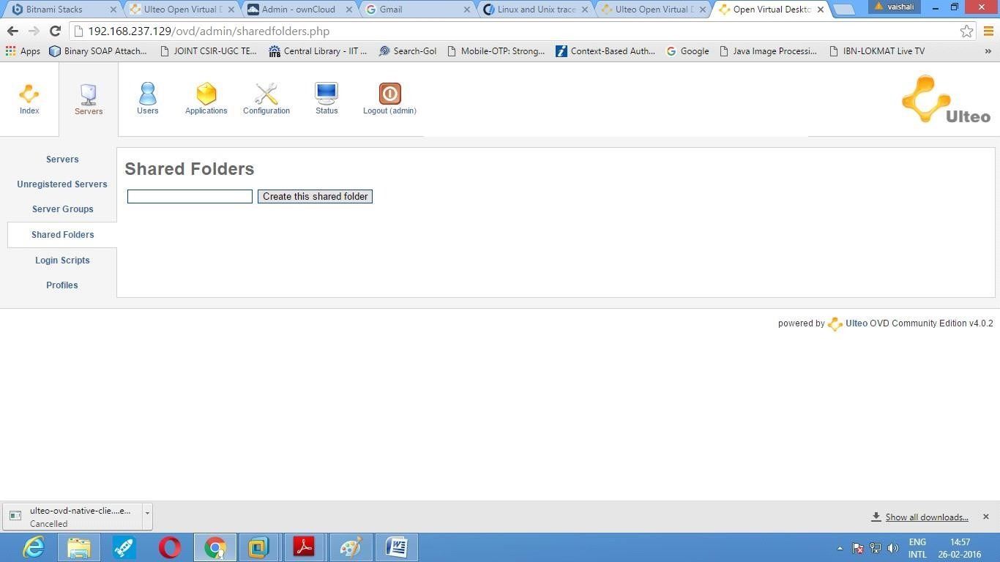 Bitnami Stacks
Ulteo Open Virtual D
Admin - ownCloud
Gmail
Linux and Unix trace
Ulteo Open Virtual D
Open Virtual Deskto
vaishali
192.168.237.129/ovd/admin/sharedfolders.php
Apps
Binary SOAP Attach...
JOINT CSIR-UGC TE...
Central Library - IIT ...
Search-Gol
Mobile-OTP: Strong...
Context-Based Auth...
Google
Java Image Processi...
IBN-LOKMAT Live TV
»
Index
Servers
Users
Applications
Configuration
Status
Logout (admin)
Ulteo
Servers
Unregistered Servers
Server Groups
Shared Folders
Login Scripts
Profiles
Shared Folders
Create this shared folder
powered by Ulteo OVD Community Edition v4.0.2
ulteo-ovd-native-clie....e...
Cancelled
Show all downloads...
ENG
INTL
14:57
26-02-2016